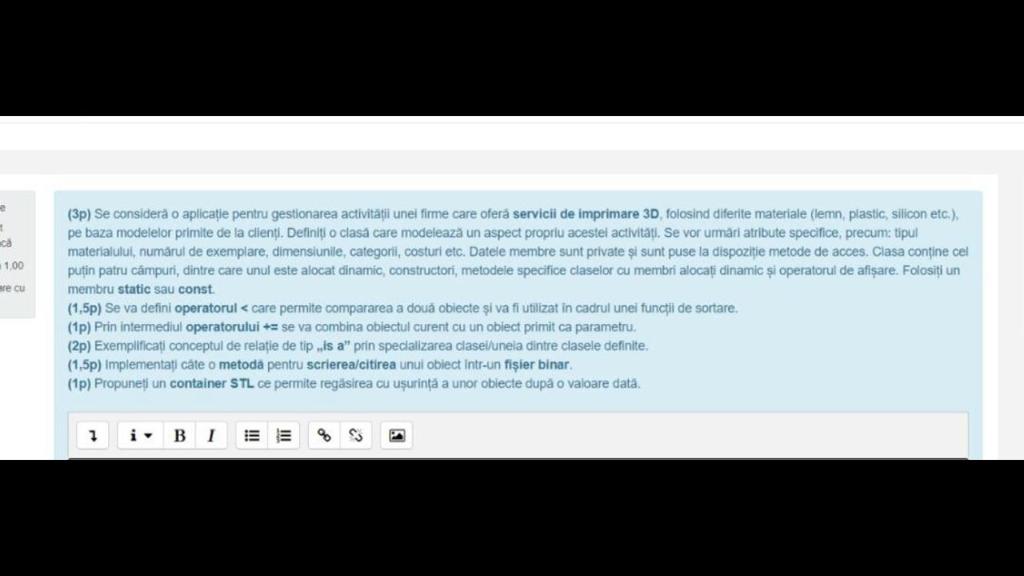 e
t
că
1,00
are cu
(3p) Se consideră o aplicație pentru gestionarea activității unei firme care oferă servicii de imprimare 3D, folosind diferite materiale (lemn, plastic, silicon etc.),
pe baza modelelor primite de la clienți. Definiți o clasă care modelează un aspect propriu acestei activități. Se vor urmări atribute specifice, precum: tipul
materialului, numărul de exemplare, dimensiunile, categorii, costuri etc. Datele membre sunt private și sunt puse la dispoziție metode de acces. Clasa conține cel
puțin patru câmpuri, dintre care unul este alocat dinamic, constructori, metodele specifice claselor cu membri alocați dinamic și operatorul de afișare. Folosiți un
membru static sau const.
(1,5p) Se va defini operatorul < care permite compararea a două obiecte și va fi utilizat în cadrul unei funcții de sortare.
(1p) Prin intermediul operatorului += se va combina obiectul curent cu un obiect primit ca parametru.
(2p) Exemplificați conceptul de relație de tip „is a” prin specializarea clasei/uneia dintre clasele definite.
(1,5p) Implementați câte o metodă pentru scrierea/citirea unui obiect într-un fișier binar.
(1p) Propuneți un container STL ce permite regăsirea cu ușurință a unor obiecte după o valoare dată.
i B I